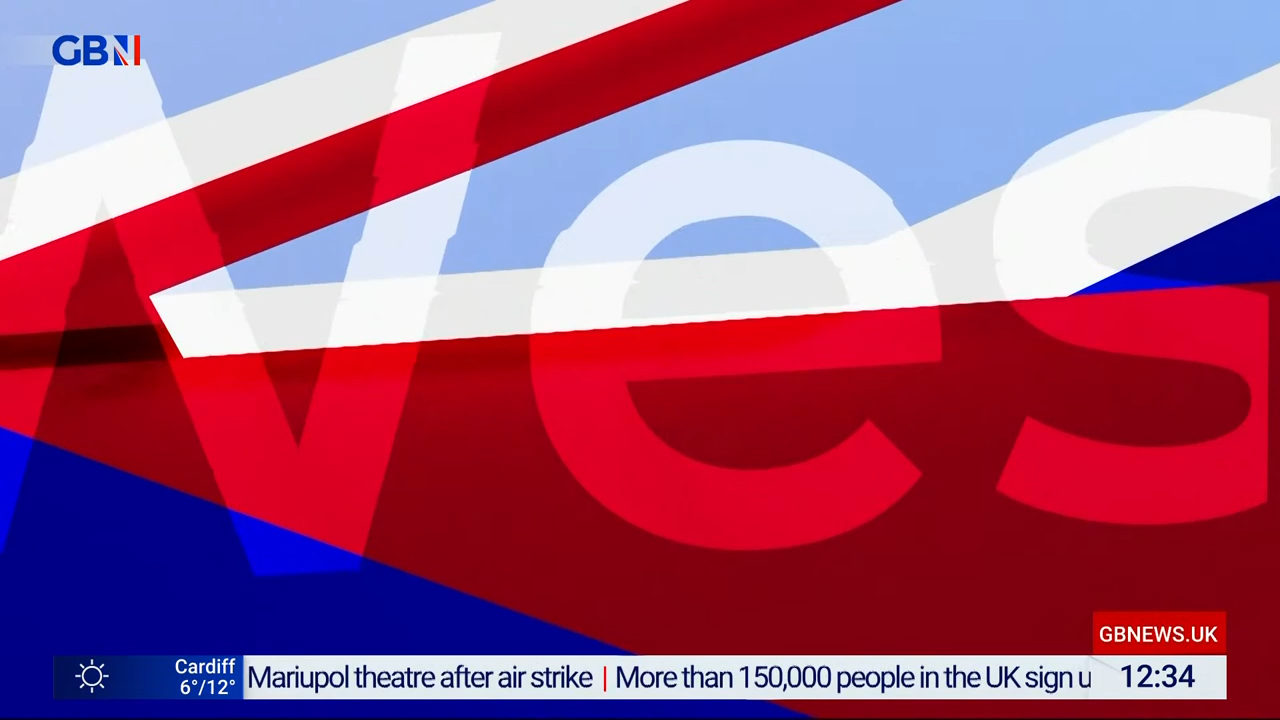 GBN
Wes
GBNEWS.UK
Cardiff
6°/12°
Mariupol theatre after air strike | More than 150,000 people in the UK sign u
12:34